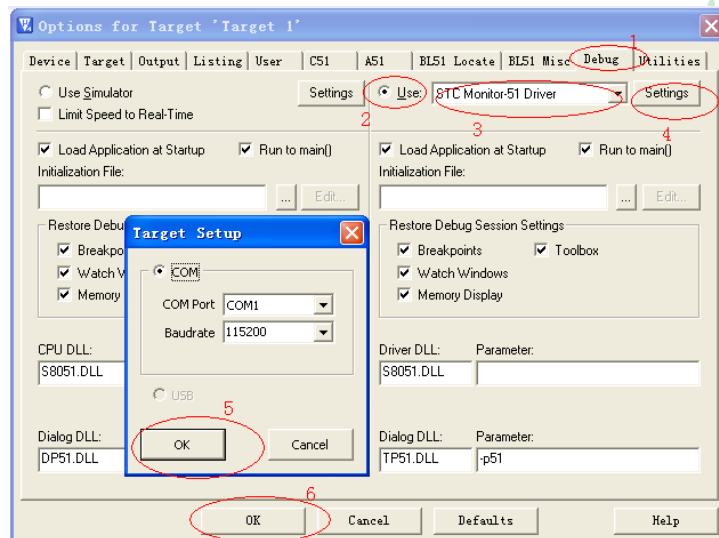 Options for Target 'Target 1'
1
Device Target Output Listing User C51 A51 BL51 Locate BL51 Misc Debug Utilities
Use Simulator Settings Use: STC Monitor-51 Driver Settings
Limit Speed to Real-Time
2 3 4
Load Application at Startup Run to main() Load Application at Startup Run to main()
Initialization File: Initialization File:
... Edit... ... Edit...
Restore Debu Restore Debug Session Settings
Breakpo Breakpoints Toolbox
Watch W Watch Windows
Memory Memory Display
Target Setup
COM
COM Port COM1
Baudrate 115200
USB
5
OK Cancel
CPU DLL: Driver DLL: Parameter:
S8051.DLL S8051.DLL
Dialog DLL: Dialog DLL: Parameter:
DP51.DLL TP51.DLL -p51
6
OK Cancel Defaults Help